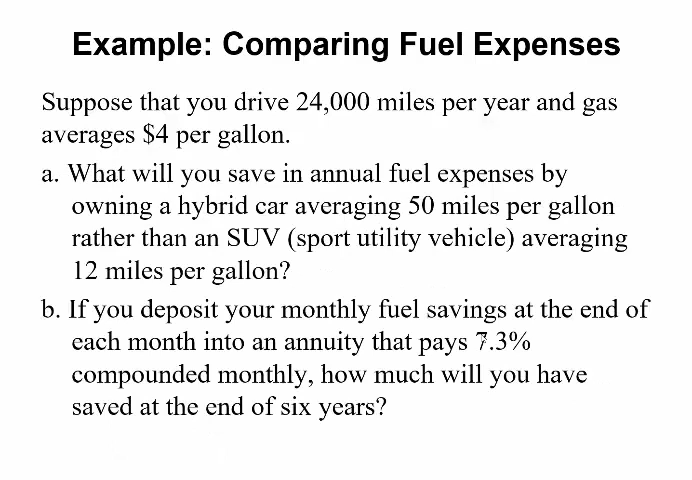 Example: Comparing Fuel Expenses
Suppose that you drive 24,000 miles per year and gas
averages $4 per gallon.
a. What will you save in annual fuel expenses by
owning a hybrid car averaging 50 miles per gallon
rather than an SUV (sport utility vehicle) averaging
12 miles per gallon?
b. If you deposit your monthly fuel savings at the end of
each month into an annuity that pays 7.3%
compounded monthly, how much will you have
saved at the end of six years?